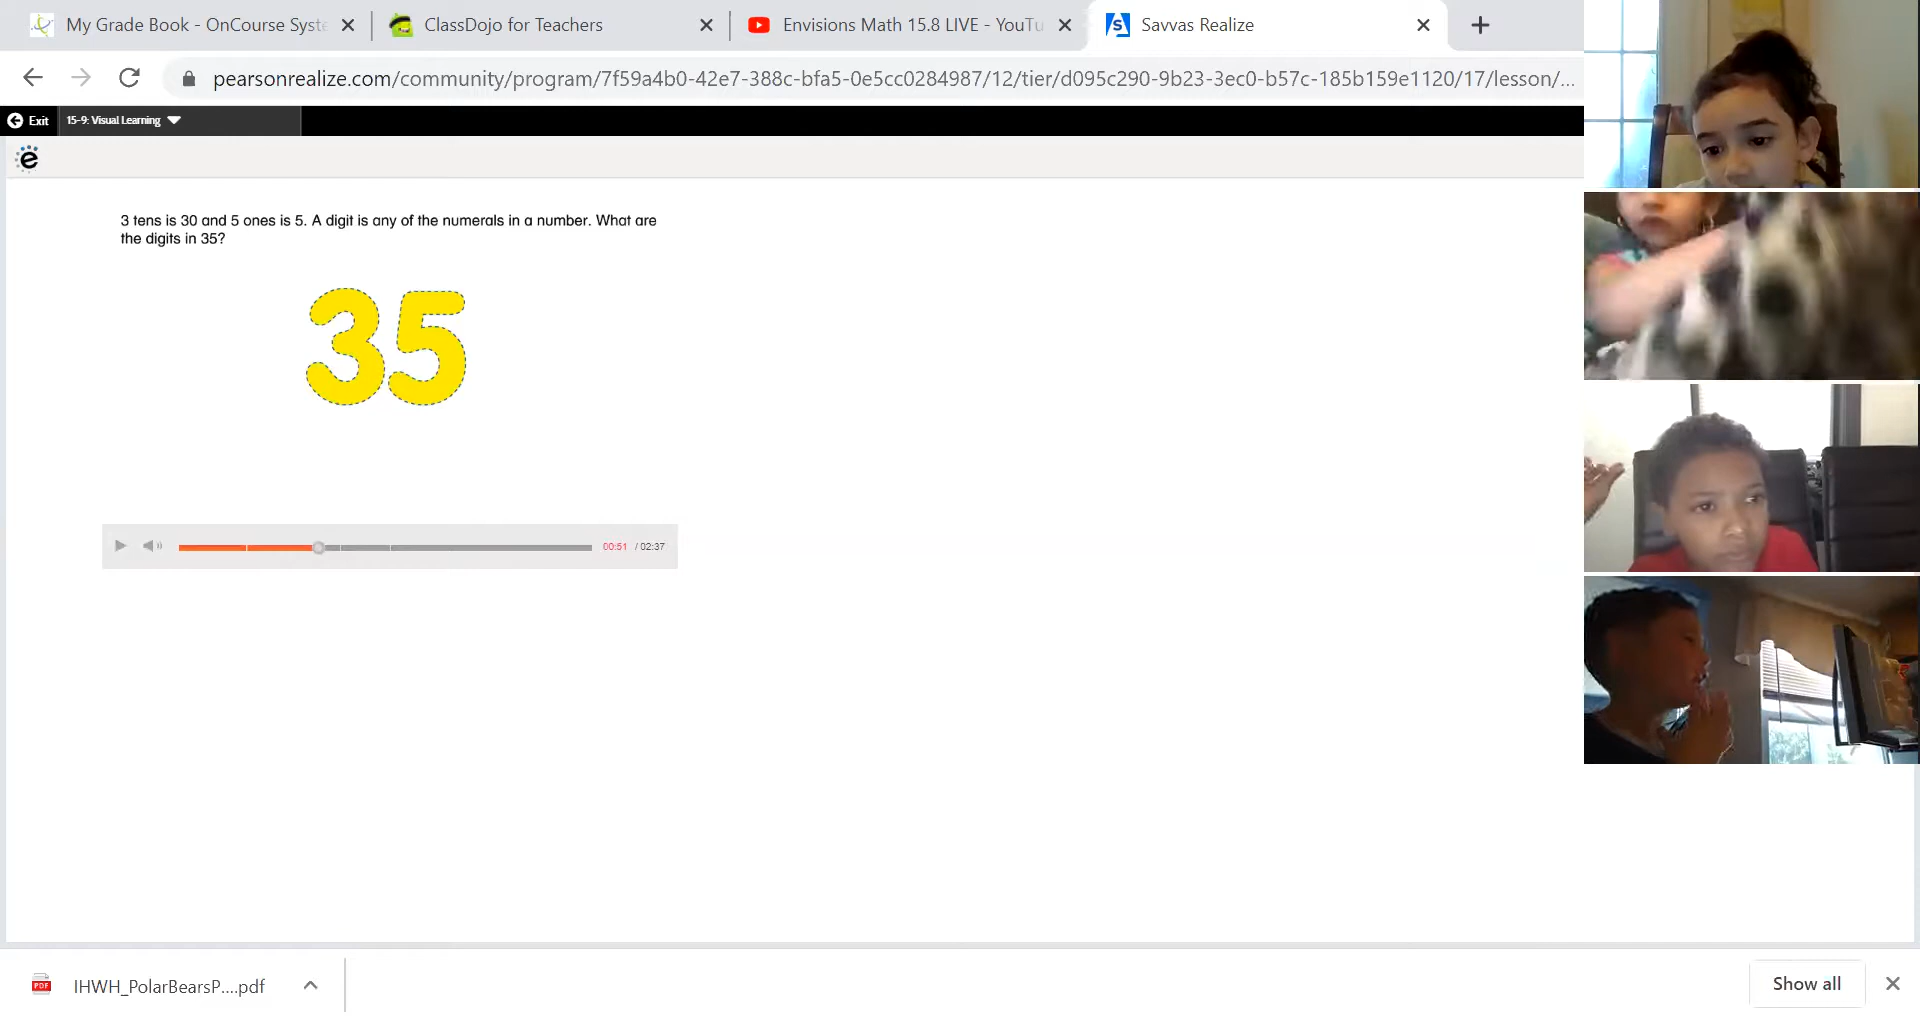 My Grade Book - OnCourse Syste
ClassDojo for Teachers
Envisions Math 15.8 LIVE - YouTu
Savvas Realize
pearsonrealize.com/community/program/7f59a4b0-42e7-388c-bfa5-0e5cc0284987/12/tier/d095c290-9b23-3ec0-b57c-185b159e1120/17/lesson/...
Exit
15-9: Visual Learning
e
3 tens is 30 and 5 ones is 5. A digit is any of the numerals in a number. What are
the digits in 35?
35
00:51 / 02:37
PDF
IHWH_PolarBearsP....pdf
Show all